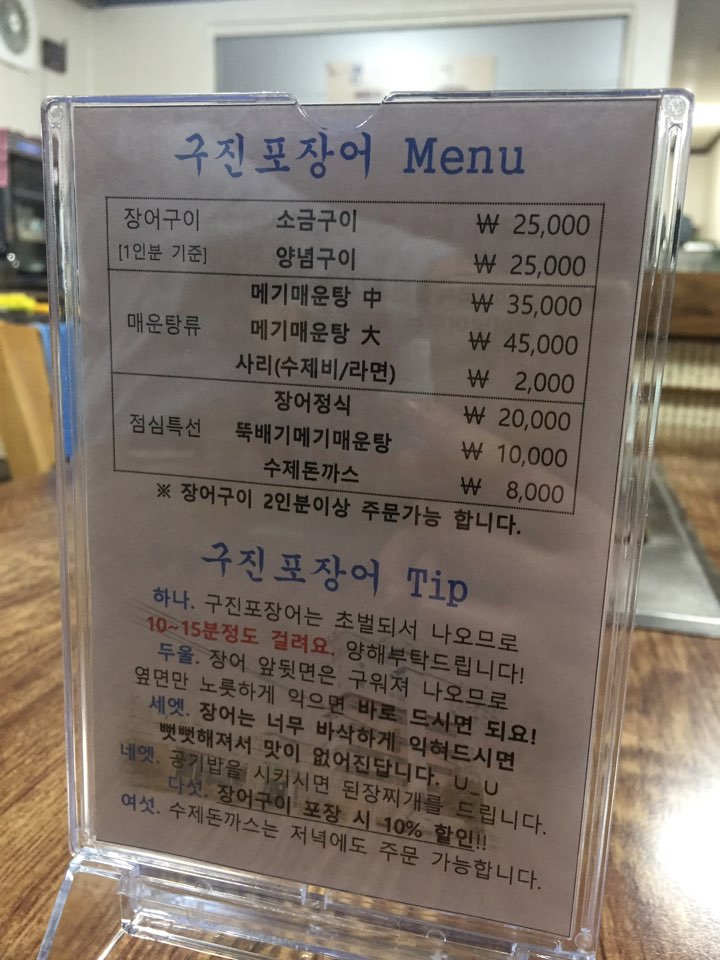 구진포장어 Menu
장어구이 소금구이 ₩ 25,000
[1인분 기준] 양념구이 ₩ 25,000
메기매운탕 中 ₩ 35,000
매운탕류 메기매운탕 大 ₩ 45,000
사리(수제비/라면) ₩ 2,000
장어정식 ₩ 20,000
점심특선 뚝배기메기매운탕 ₩ 10,000
수제돈까스 ₩ 8,000
※ 장어구이 2인분이상 주문가능 합니다.
구진포장어 Tip
하나. 구진포장어는 초벌되서 나오므로
10~15분정도 걸려요. 양해부탁드립니다!
두울. 장어 앞뒷면은 구워져 나오므로
옆면만 노릇하게 익으면 바로 드시면 되요!
세엣. 장어는 너무 바삭하게 익혀드시면
뻣뻣해져서 맛이 없어진답니다. ∪_∪
네엣. 공기밥을 시키시면 된장찌개를 드립니다.
다섯. 장어구이 포장 시 10% 할인!!
여섯. 수제돈까스는 저녁에도 주문 가능합니다.